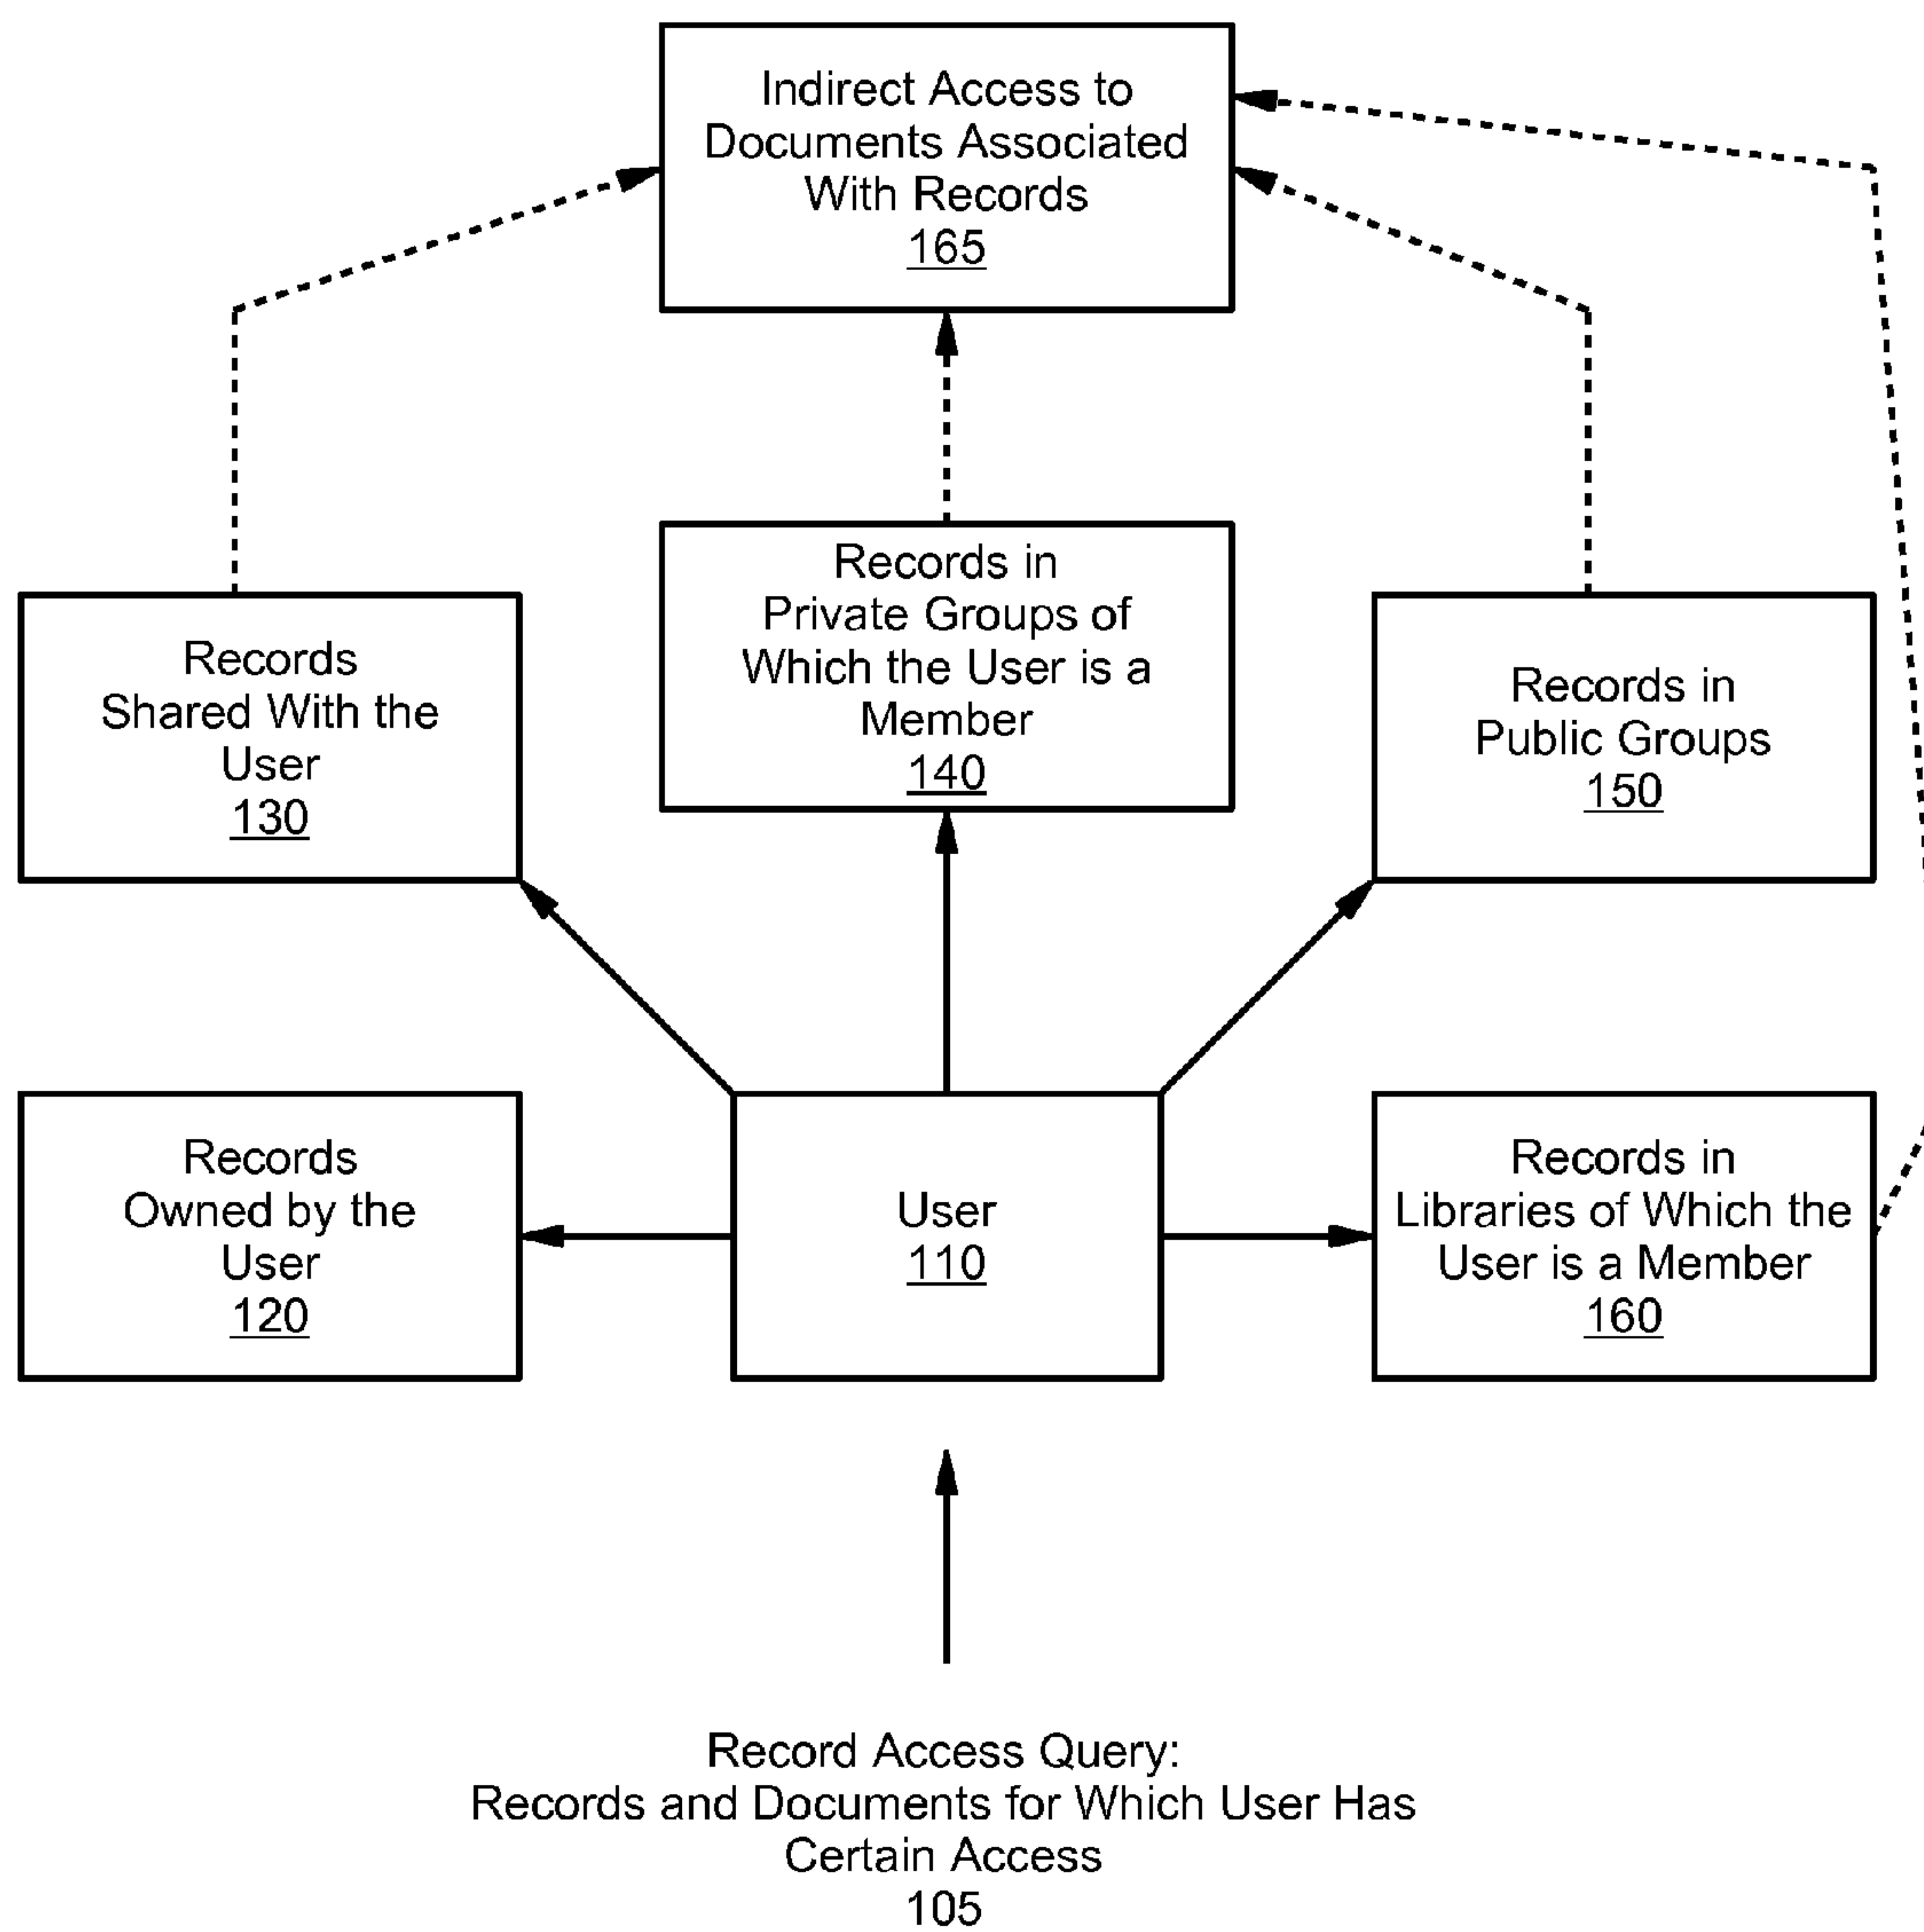 Indirect Access to
Documents Associated
With Records
165
Records
Shared With the
User
130
Records in
Private Groups of
Which the User is a
Member
140
Records in
Public Groups
150
Records
Owned by the
User
120
User
110
Records in
Libraries of Which the
User is a Member
160
Record Access Query:
Records and Documents for Which User Has
Certain Access
105